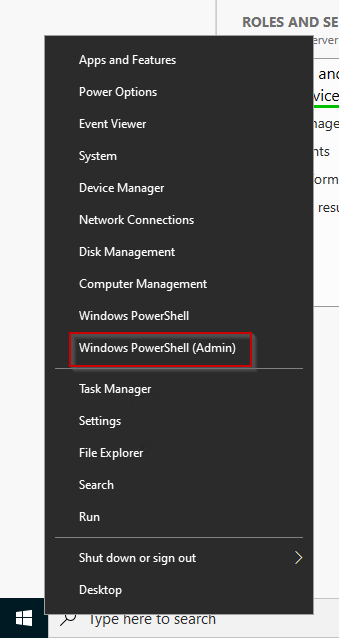 ROLES AND SE
erver
Apps and Features
an
Power Options
vice
Event Viewer
nage
System
nts
Device Manager
orm
Network Connections
resu
Disk Management
Computer Management
Windows PowerShell
Windows PowerShell (Admin)
Task Manager
Settings
File Explorer
Search
Run
Shut down or sign out
Desktop
Type here to search